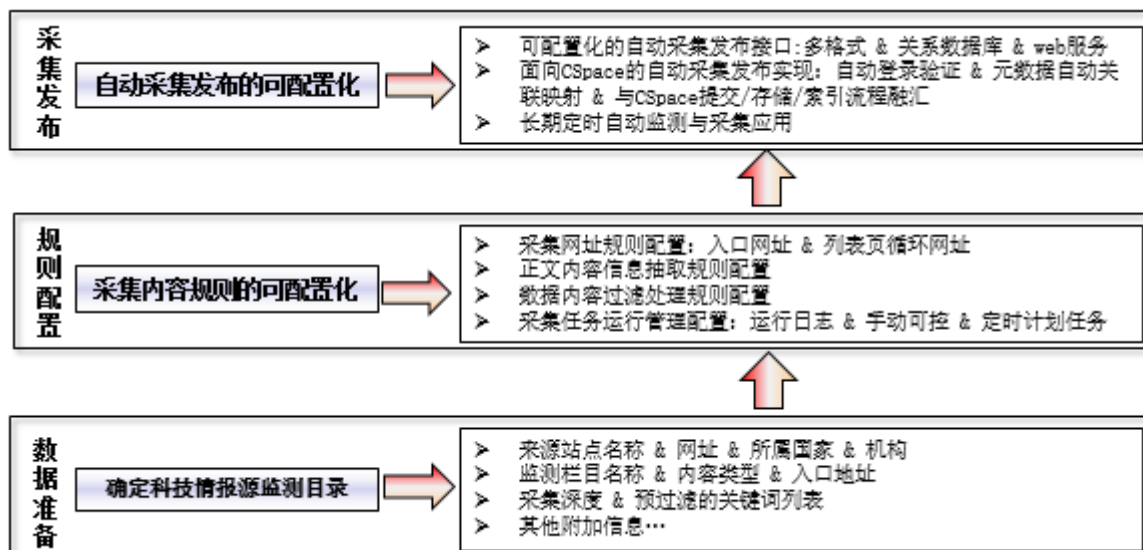 采集发布
自动采集发布的可配置化
➢ 可配置化的自动采集发布接口:多格式 & 关系数据库 & web服务
➢ 面向CSpace的自动采集发布实现：自动登录验证 & 元数据自动关
联映射 & 与CSpace提交/存储/索引流程融汇
➢ 长期定时自动监测与采集应用
规则配置
采集内容规则的可配置化
➢ 采集网址规则配置：入口网址 & 列表页循环网址
➢ 正文内容信息抽取规则配置
➢ 数据内容过滤处理规则配置
➢ 采集任务运行管理配置：运行日志 & 手动可控 & 定时计划任务
数据准备
确定科技情报源监测目录
➢ 来源站点名称 & 网址 & 所属国家 & 机构
➢ 监测栏目名称 & 内容类型 & 入口地址
➢ 采集深度 & 预过滤的关键词列表
➢ 其他附加信息…